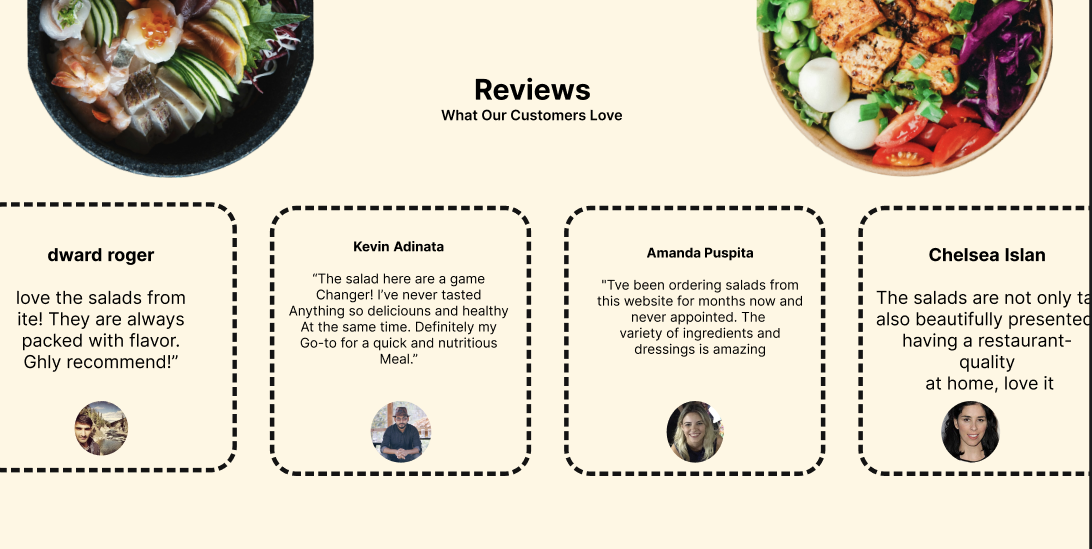 Reviews
What Our Customers Love
dward roger
love the salads from
ite! They are always
packed with flavor.
Ghly recommend!”
Kevin Adinata
“The salad here are a game
Changer! I’ve never tasted
Anything so deliciouns and healthy
At the same time. Definitely my
Go-to for a quick and nutritious
Meal.”
Amanda Puspita
"Tve been ordering salads from
this website for months now and
never appointed. The
variety of ingredients and
dressings is amazing
Chelsea Islan
The salads are not only ta
also beautifully presented
having a restaurant-
quality
at home, love it